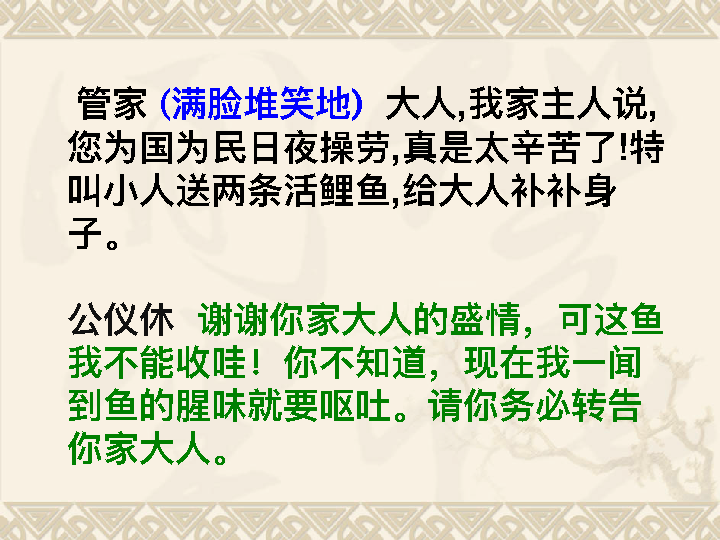 管家 (满脸堆笑地) 大人,我家主人说,
您为国为民日夜操劳,真是太辛苦了!特
叫小人送两条活鲤鱼,给大人补补身
子。
公仪休 谢谢你家大人的盛情，可这鱼
我不能收哇！你不知道，现在我一闻
到鱼的腥味就要呕吐。请你务必转告
你家大人。